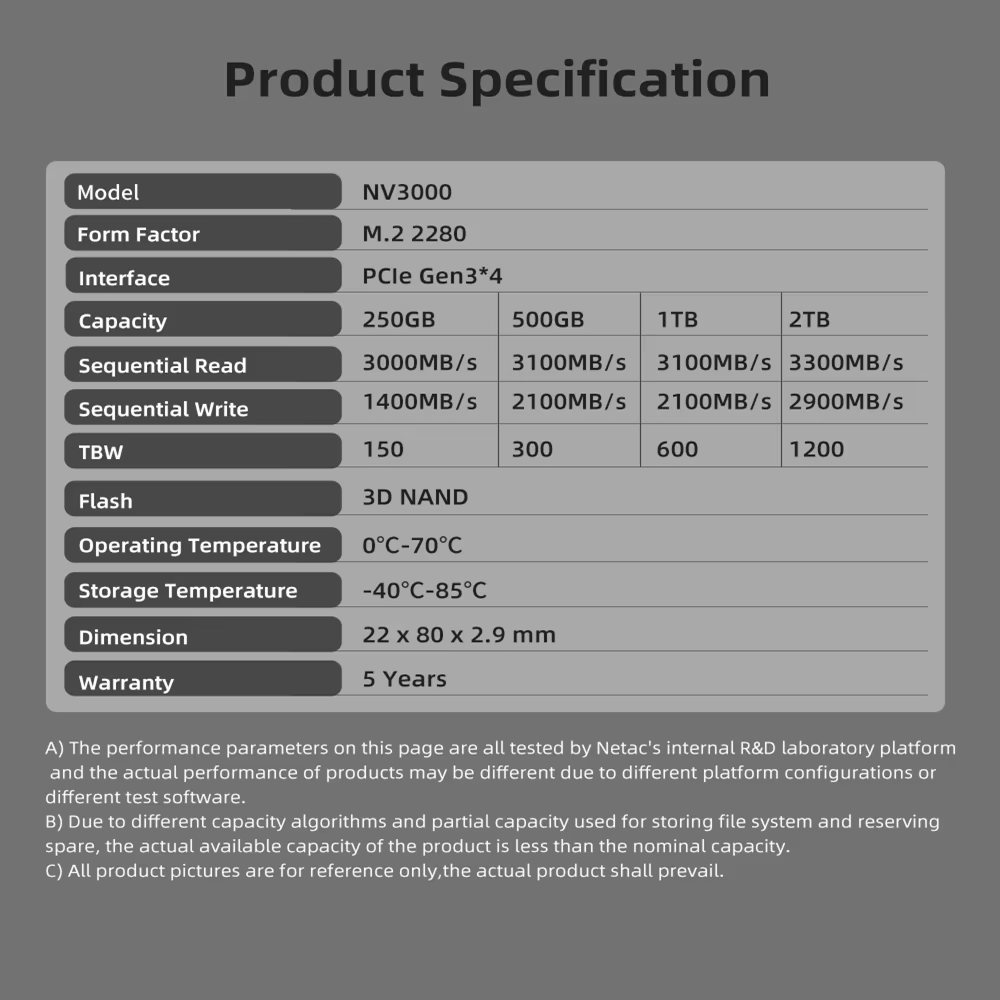 Product Specification
Model NV3000
Form Factor M.2 2280
Interface PCIe Gen3*4
Capacity 250GB 500GB 1TB 2TB
Sequential Read 3000MB/s 3100MB/s 3100MB/s 3300MB/s
Sequential Write 1400MB/s 2100MB/s 2100MB/s 2900MB/s
TBW 150 300 600 1200
Flash 3D NAND
Operating Temperature 0°C-70°C
Storage Temperature -40°C-85°C
Dimension 22 x 80 x 2.9 mm
Warranty 5 Years
A) The performance parameters on this page are all tested by Netac's internal R&D laboratory platform
and the actual performance of products may be different due to different platform configurations or
different test software.
B) Due to different capacity algorithms and partial capacity used for storing file system and reserving
spare, the actual available capacity of the product is less than the nominal capacity.
C) All product pictures are for reference only,the actual product shall prevail.